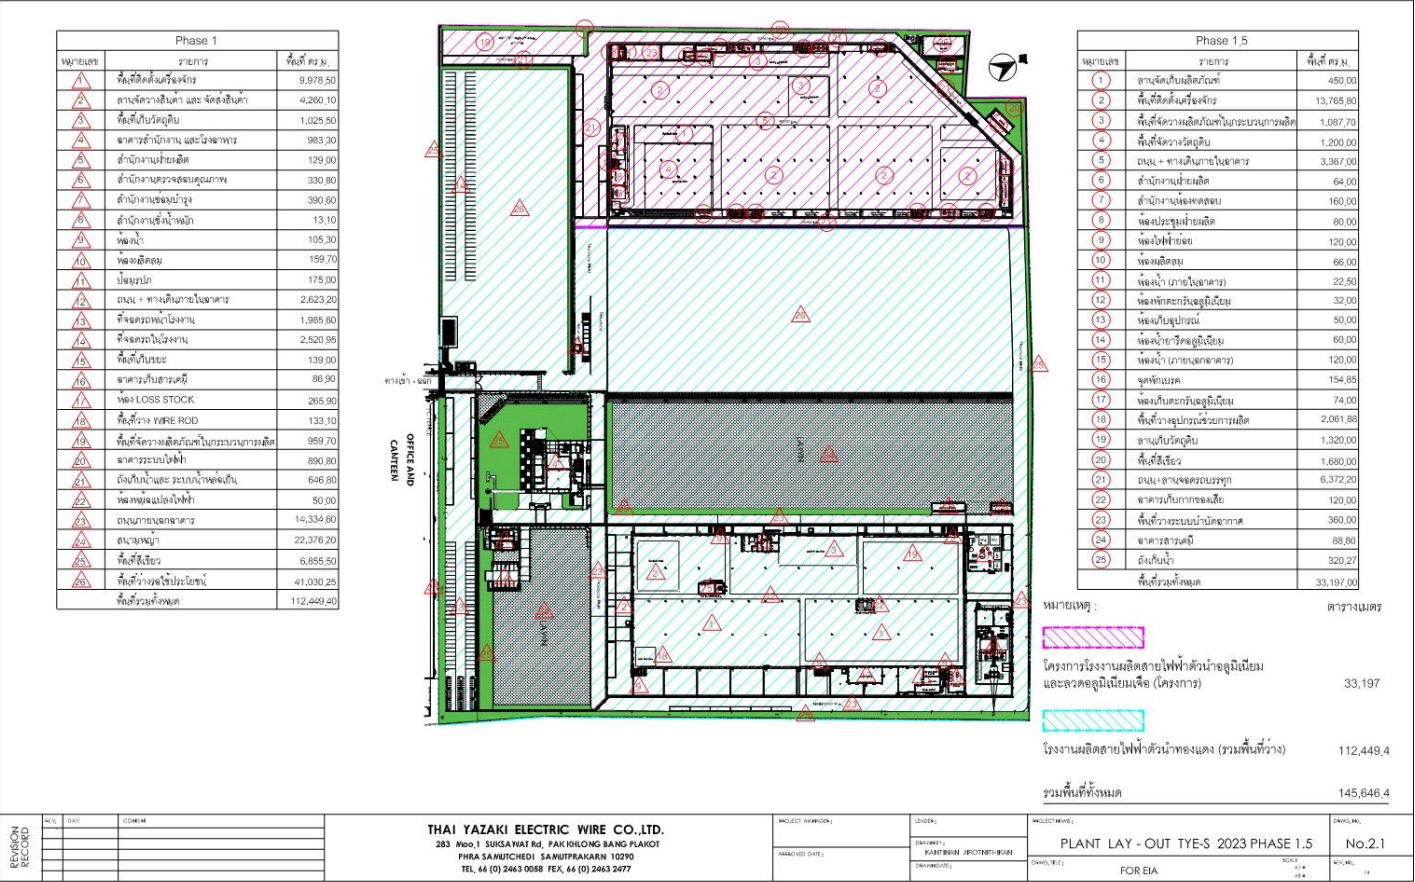 Phase 1
หมายเลข รายการ พื้นที่ ตร.ม.
1 พื้นที่ติดตั้งเครื่องจักร 9,978.50
2 ลานจัดวางสินค้า และ จัดส่งสินค้า 4,260.10
3 พื้นที่เก็บวัตถุดิบ 1,025.50
4 อาคารสำนักงาน และโรงอาหาร 983.30
5 สำนักงานฝ่ายผลิต 129.00
6 สำนักงานตรวจสอบคุณภาพ 330.80
7 สำนักงานซ่อมบำรุง 390.60
8 สำนักงานชั่งน้ำหนัก 13.10
9 ห้องน้ำ 105.30
10 ห้องผลิตลม 159.70
11 ป้อมรปภ 175.00
12 ถนน + ทางเดินภายในอาคาร 2,623.20
13 ที่จอดรถหน้าโรงงาน 1,985.60
14 ที่จอดรถในโรงงาน 2,520.95
15 พื้นที่เก็บขยะ 139.00
16 อาคารเก็บสารเคมี 86.90
17 ห้อง LOSS STOCK 265.90
18 พื้นที่วาง WIRE ROD 133.10
19 พื้นที่จัดวางผลิตภัณฑ์ในกระบวนการผลิต 959.70
20 อาคารระบบไฟฟ้า 890.80
21 ถังเก็บน้ำและ ระบบน้ำหล่อเย็น 646.80
22 ห้องหม้อแปลงไฟฟ้า 50.00
23 ถนนภายนอกอาคาร 14,334.60
24 สนามหญ้า 22,376.20
25 พื้นที่สีเขียว 6,855.50
26 พื้นที่ว่างรอใช้ประโยชน์ 41,030.25
พื้นที่รวมทั้งหมด 112,449.40
ทางเข้า - ออก
OFFICE AND
CANTEEN
LAWN
LAWN
Phase 1.5
หมายเลข รายการ พื้นที่ ตร.ม.
1 ลานจัดเก็บผลิตภัณฑ์ 450.00
2 พื้นที่ติดตั้งเครื่องจักร 13,765.80
3 พื้นที่จัดวางผลิตภัณฑ์ในกระบวนการผลิต 1,087.70
4 พื้นที่จัดวางวัตถุดิบ 1,200.00
5 ถนน + ทางเดินภายในอาคาร 3,367.00
6 สำนักงานฝ่ายผลิต 64.00
7 สำนักงานห้องทดสอบ 160.00
8 ห้องประชุมฝ่ายผลิต 80.00
9 ห้องไฟฟ้าย่อย 120.00
10 ห้องผลิตลม 66.00
11 ห้องน้ำ (ภายในอาคาร) 22.50
12 ห้องพักตะกรันอลูมิเนียม 32.00
13 ห้องเก็บอุปกรณ์ 50.00
14 ห้องน้ำยารีดอลูมิเนียม 60.00
15 ห้องน้ำ (ภายนอกอาคาร) 120.00
16 จุดพักเบรค 154.85
17 ห้องเก็บตะกรันอลูมิเนียม 74.00
18 พื้นที่วางอุปกรณ์ช่วยการผลิต 2,061.88
19 ลานเก็บวัตถุดิบ 1,320.00
20 พื้นที่สีเขียว 1,680.00
21 ถนน+ลานจอดรถบรรทุก 6,372.20
22 อาคารเก็บกากของเสีย 120.00
23 พื้นที่วางระบบบำบัดอากาศ 360.00
24 อาคารสารเคมี 88.80
25 ถังเก็บน้ำ 320.27
พื้นที่รวมทั้งหมด 33,197.00
หมายเหตุ : ตารางเมตร
โครงการโรงงานผลิตสายไฟฟ้าตัวนำอลูมิเนียม
และลวดอลูมิเนียมเจือ (โครงการ) 33,197
โรงงานผลิตสายไฟฟ้าตัวนำทองแดง (รวมพื้นที่ว่าง) 112,449.4
รวมพื้นที่ทั้งหมด 145,646.4
REVISION
RECORD
REV. DATE CONTENT
THAI YAZAKI ELECTRIC WIRE CO.,LTD.
283 Moo.1 SUKSAWAT Rd, PAK KHLONG BANG PLAKOT
PHRA SAMUTCHEDI SAMUTPRAKARN 10290
TEL. 66 (0) 2463 0058 FEX. 66 (0) 2463 2477
PROJECT MANAGER :
APPROVED DATE :
LEADER :
DRAWN BY :
KANTINAN JIROTNITHIKAN
DRAWN DATE :
PROJECT NAME :
PLANT LAY - OUT TYE-S 2023 PHASE 1.5
DRWG. TITLE :
FOR EIA
SCALE
DRWG. NO.
No.2.1
REV. NO.